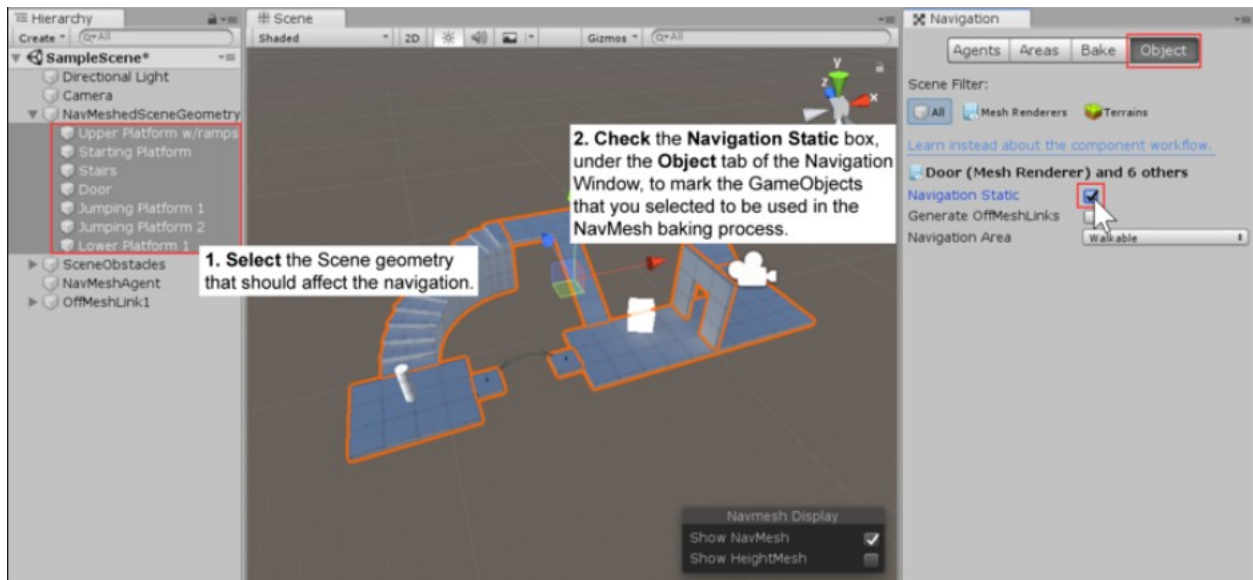 Hierarchy
Create
All
SampleScene*
Directional Light
Camera
NavMeshedSceneGeometry
Upper Platform w/ramps
Starting Platform
Stairs
Door
Jumping Platform 1
Jumping Platform 2
Lower Platform 1
SceneObstacles
NavMeshAgent
OffMeshLink1
Scene
Shaded
2D
Gizmos
All
y
z
x
1. Select the Scene geometry
that should affect the navigation.
2. Check the Navigation Static box,
under the Object tab of the Navigation
Window, to mark the GameObjects
that you selected to be used in the
NavMesh baking process.
Navmesh Display
Show NavMesh
Show HeightMesh
Navigation
Agents Areas Bake Object
Scene Filter:
All Mesh Renderers Terrains
Learn instead about the component workflow.
Door (Mesh Renderer) and 6 others
Navigation Static
Generate OffMeshLinks
Navigation Area Walkable